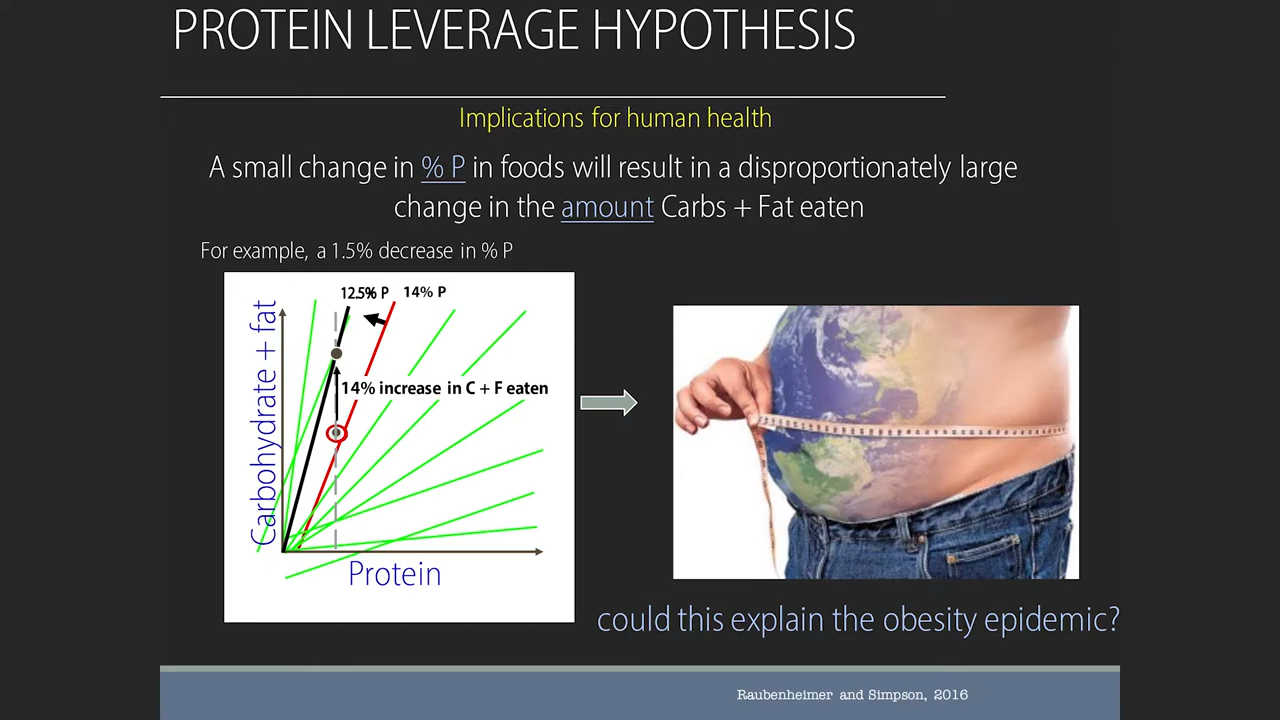 PROTEIN LEVERAGE HYPOTHESIS
Implications for human health
A small change in % P in foods will result in a disproportionately large
change in the amount Carbs + Fat eaten
For example, a 1.5% decrease in % P
12.5% P
14% P
Carbohydrate + fat
14% increase in C + F eaten
Protein
could this explain the obesity epidemic?
Raubenheimer and Simpson, 2016